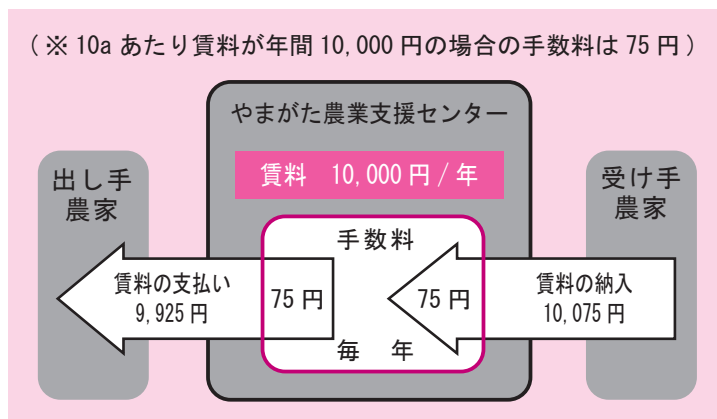 (※ 10a あたり賃料が年間 10,000 円の場合の手数料は 75 円)
やまがた農業支援センター
賃料　10,000 円 / 年
出し手
農家
受け手
農家
手数料
賃料の支払い
9,925 円
75 円
75 円
賃料の納入
10,075 円
毎　年